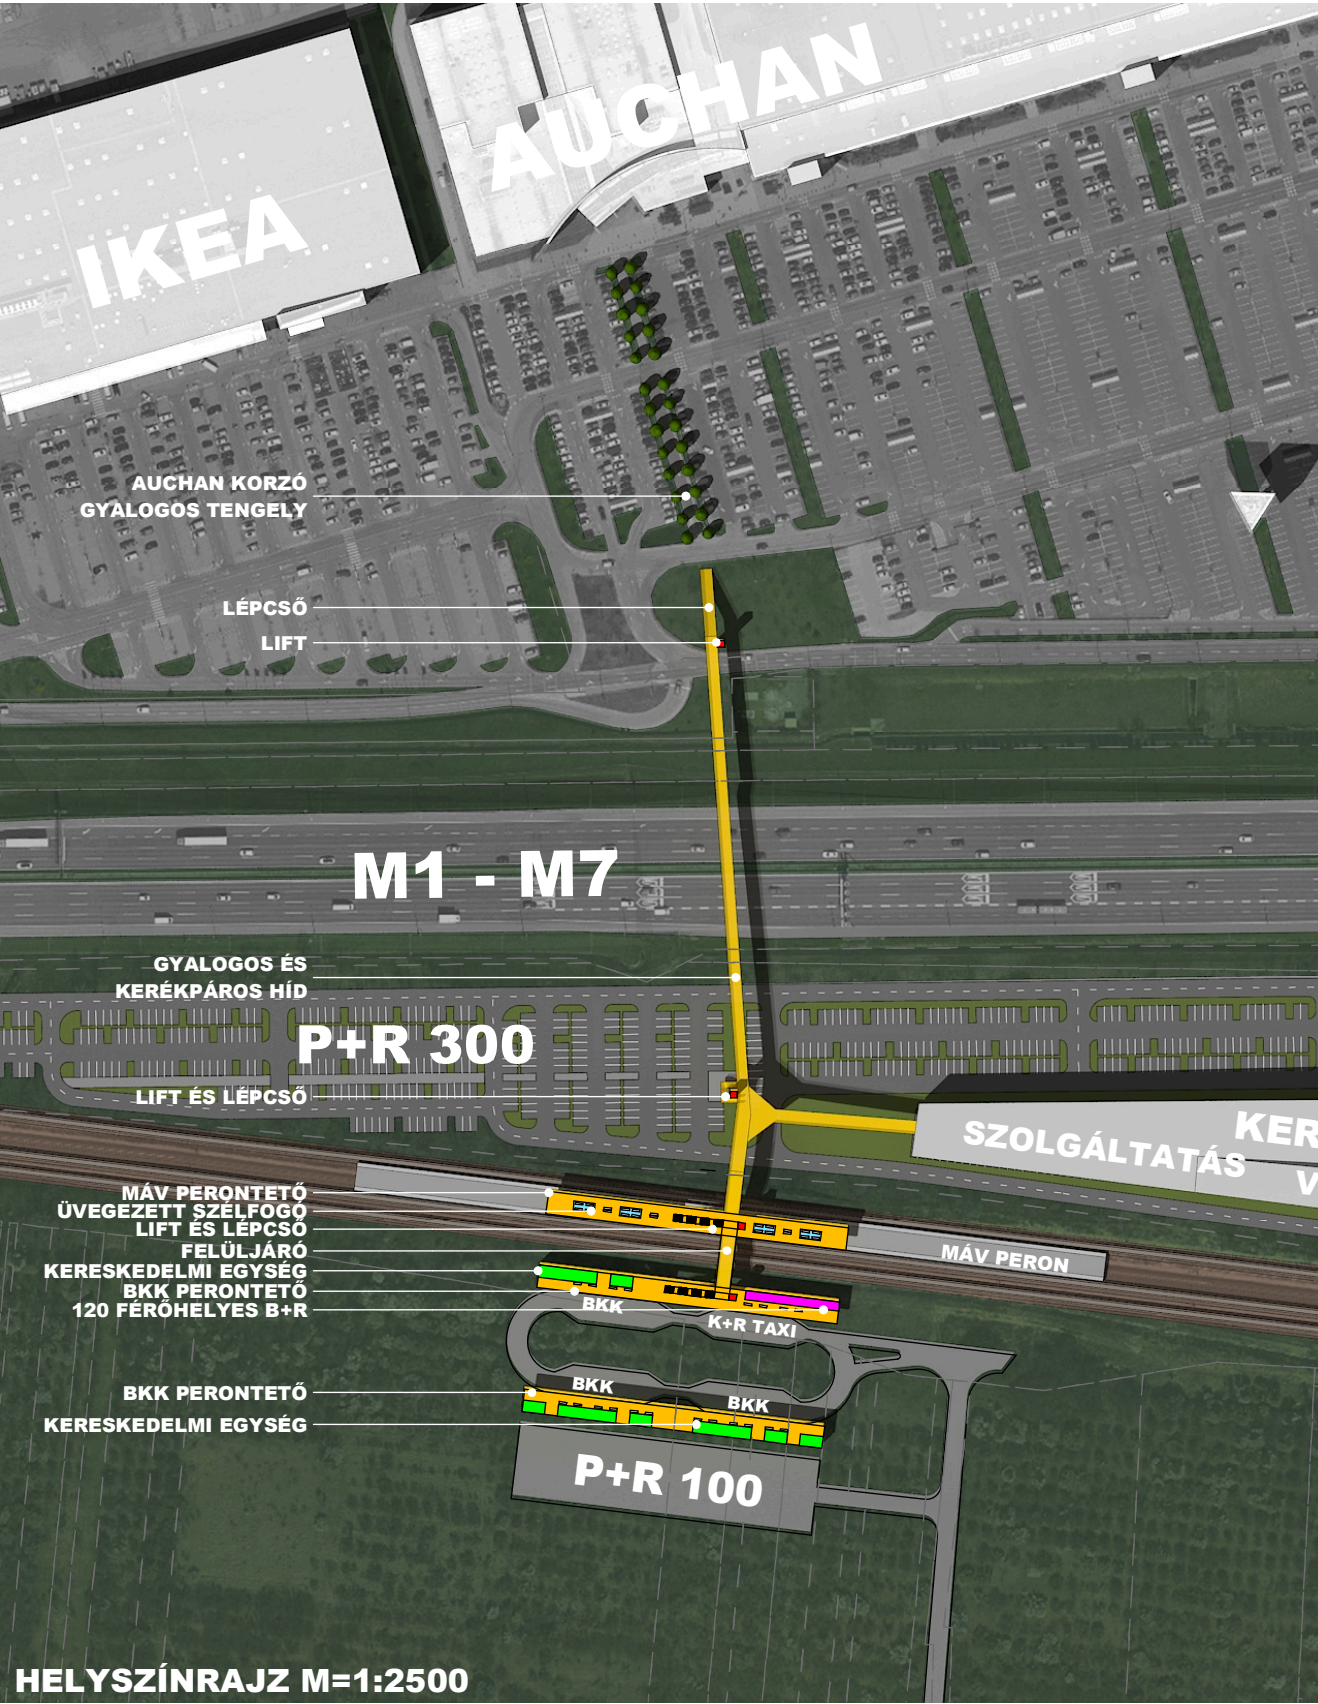 AUCHAN
IKEA
AUCHAN KORZÓ
GYALOGOS TENGELY
LÉPCSŐ
LIFT
M1 - M7
GYALOGOS ÉS
KERÉKPÁROS HÍD
P+R 300
LIFT ÉS LÉPCSŐ
KER
SZOLGÁLTATÁS
V
MÁV PERONTETŐ
ÜVEGEZETT SZÉLFOGÓ
LIFT ÉS LÉPCSŐ
FELÜLJÁRÓ
MÁV PERON
KERESKEDELMI EGYSÉG
BKK PERONTETŐ
120 FÉRŐHELYES B+R
BKK
K+R TAXI
BKK
BKK
BKK PERONTETŐ
KERESKEDELMI EGYSÉG
P+R 100
HELYSZÍNRAJZ M=1:2500